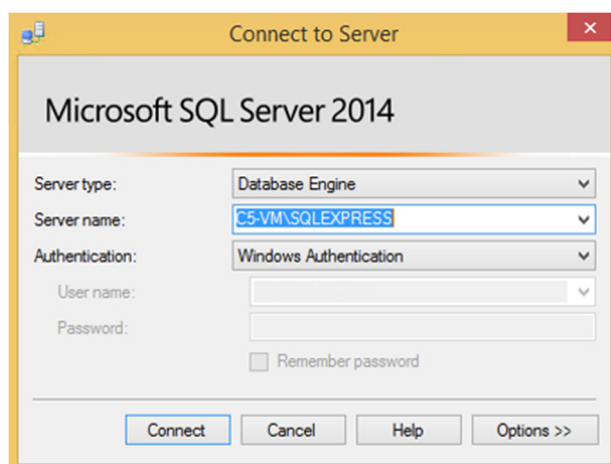 Connect to Server
Microsoft SQL Server 2014
Server type: Database Engine
Server name: C5-VM\SQLEXPRESS
Authentication: Windows Authentication
User name:
Password:
Remember password
Connect Cancel Help Options >>